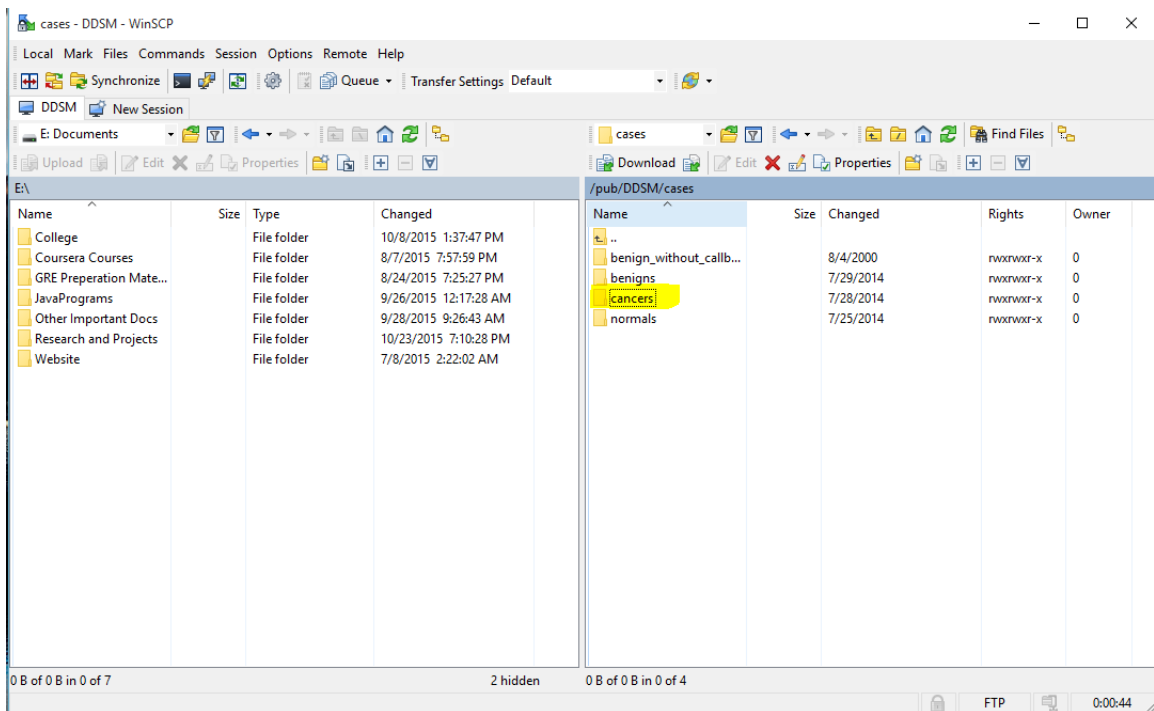 cases - DDSM - WinSCP
Local Mark Files Commands Session Options Remote Help
Synchronize Queue Transfer Settings Default
DDSM New Session
E: Documents
Upload Edit Properties
E:\
Name Size Type Changed
College File folder 10/8/2015 1:37:47 PM
Coursera Courses File folder 8/7/2015 7:57:59 PM
GRE Preperation Mate... File folder 8/24/2015 7:25:27 PM
JavaPrograms File folder 9/26/2015 12:17:28 AM
Other Important Docs File folder 9/28/2015 9:26:43 AM
Research and Projects File folder 10/23/2015 7:10:28 PM
Website File folder 7/8/2015 2:22:02 AM
0 B of 0 B in 0 of 7 2 hidden
cases Find Files
Download Edit Properties
/pub/DDSM/cases
Name Size Changed Rights Owner
..
benign_without_callb... 8/4/2000 rwxrwxr-x 0
benigns 7/29/2014 rwxrwxr-x 0
cancers 7/28/2014 rwxrwxr-x 0
normals 7/25/2014 rwxrwxr-x 0
0 B of 0 B in 0 of 4
FTP 0:00:44